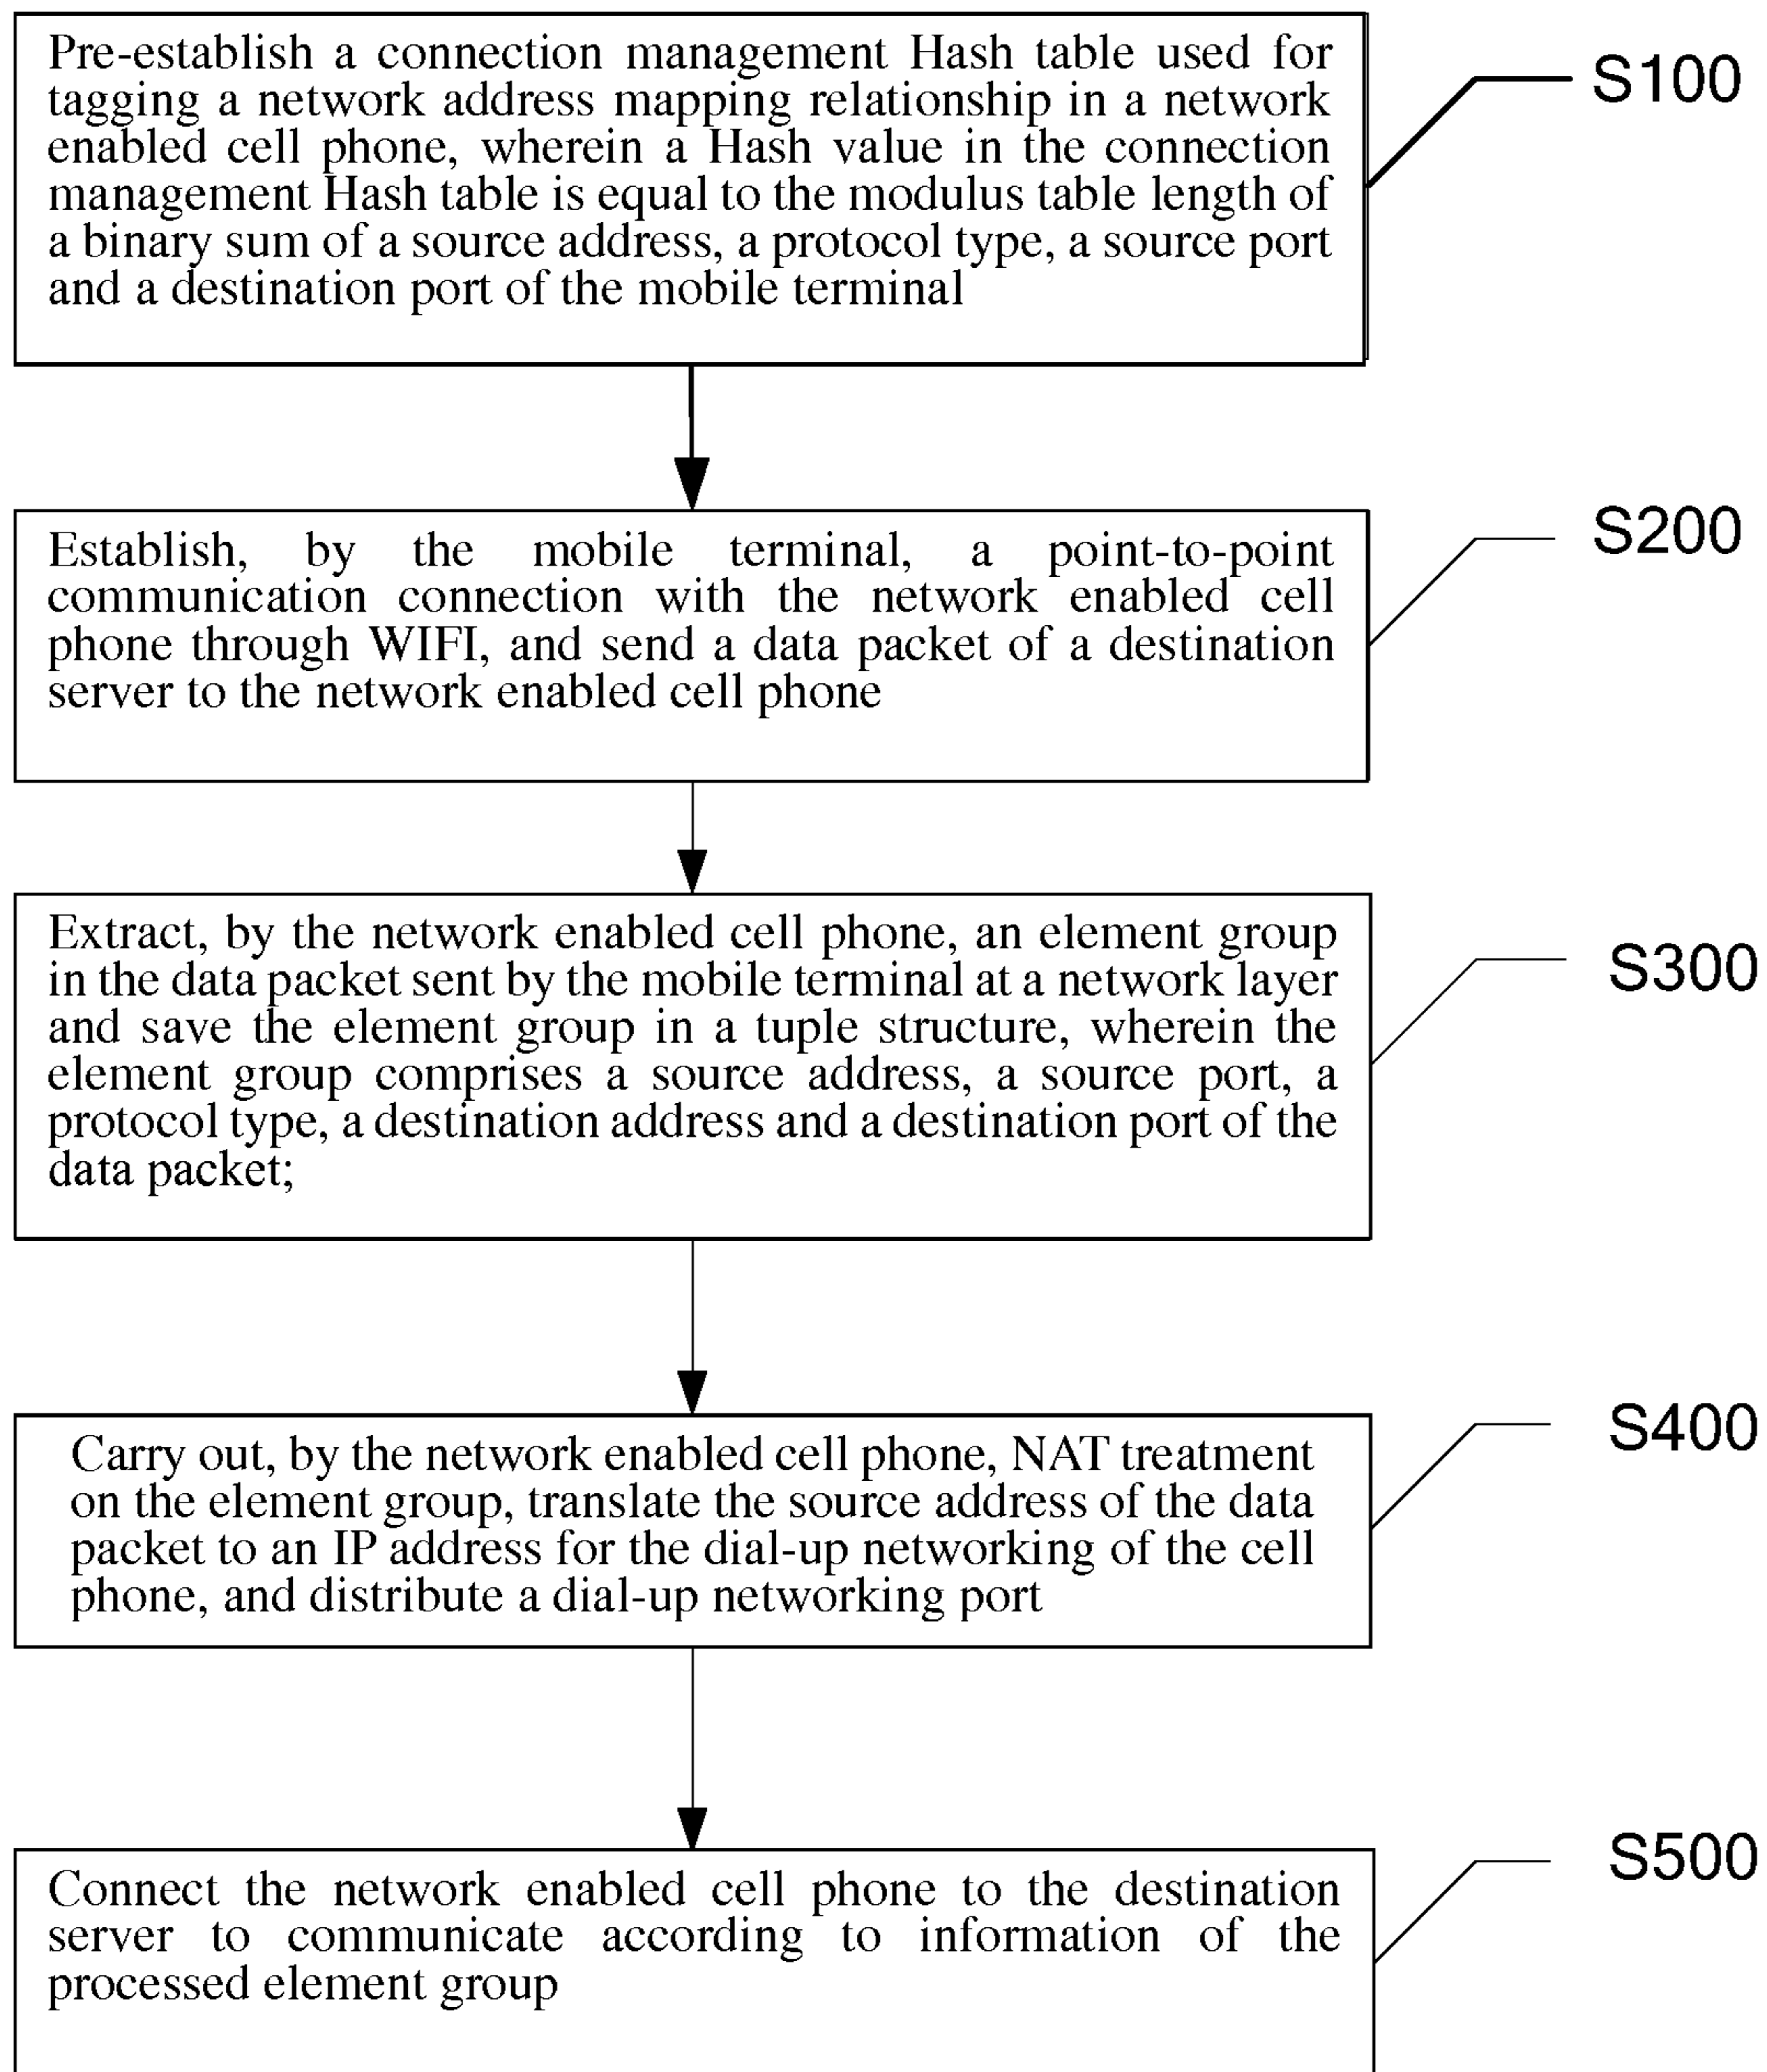 Pre-establish a connection management Hash table used for
tagging a network address mapping relationship in a network
enabled cell phone, wherein a Hash value in the connection
management Hash table is equal to the modulus table length of
a binary sum of a source address, a protocol type, a source port
and a destination port of the mobile terminal
S100
Establish, by the mobile terminal, a point-to-point
communication connection with the network enabled cell
phone through WIFI, and send a data packet of a destination
server to the network enabled cell phone
S200
Extract, by the network enabled cell phone, an element group
in the data packet sent by the mobile terminal at a network layer
and save the element group in a tuple structure, wherein the
element group comprises a source address, a source port, a
protocol type, a destination address and a destination port of the
data packet;
S300
Carry out, by the network enabled cell phone, NAT treatment
on the element group, translate the source address of the data
packet to an IP address for the dial-up networking of the cell
phone, and distribute a dial-up networking port
S400
Connect the network enabled cell phone to the destination
server to communicate according to information of the
processed element group
S500